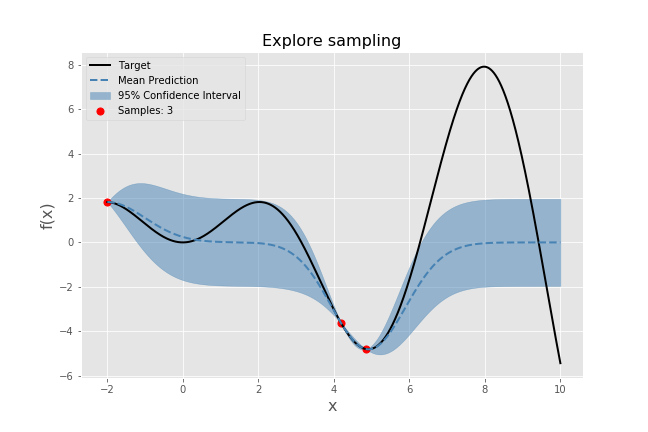 Explore sampling
Target
Mean Prediction
95% Confidence Interval
Samples: 3
f(x)
8
6
4
2
0
−2
−4
−6
−2 0 2 4 6 8 10
x